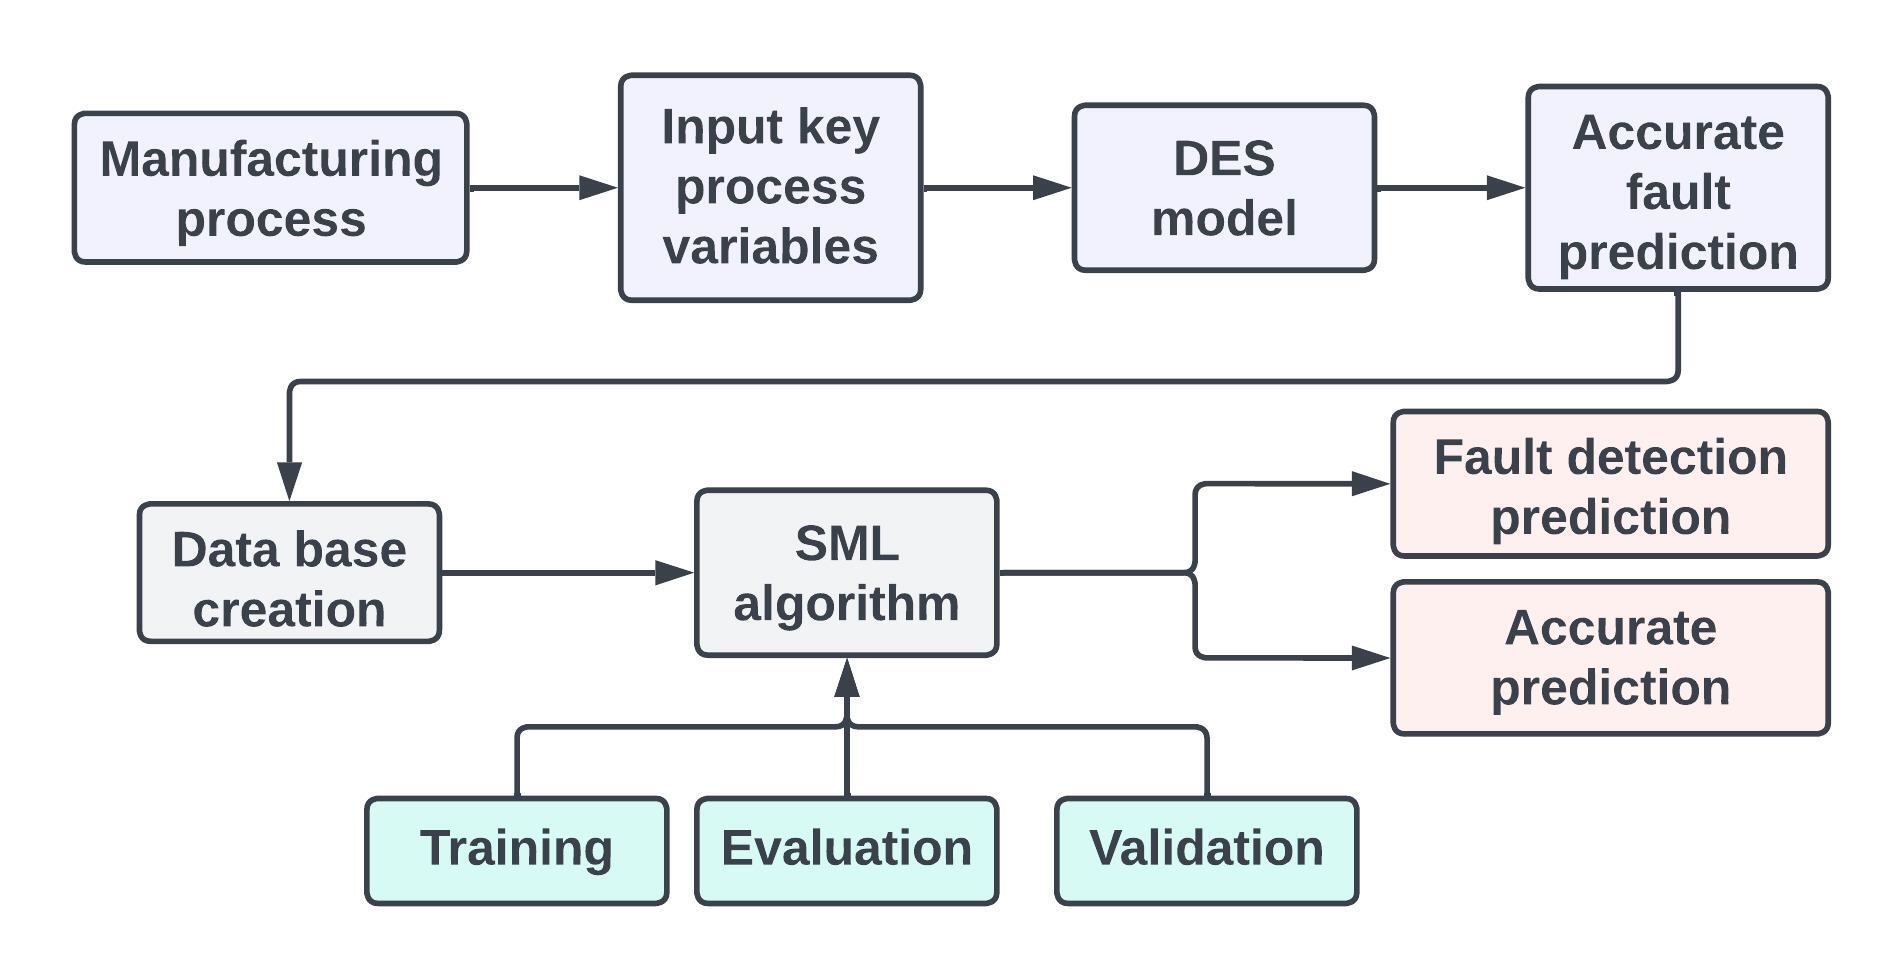 Manufacturing
process
Input key
process
variables
DES
model
Accurate
fault
prediction
Data base
creation
SML
algorithm
Fault detection
prediction
Accurate
prediction
Training
Evaluation
Validation